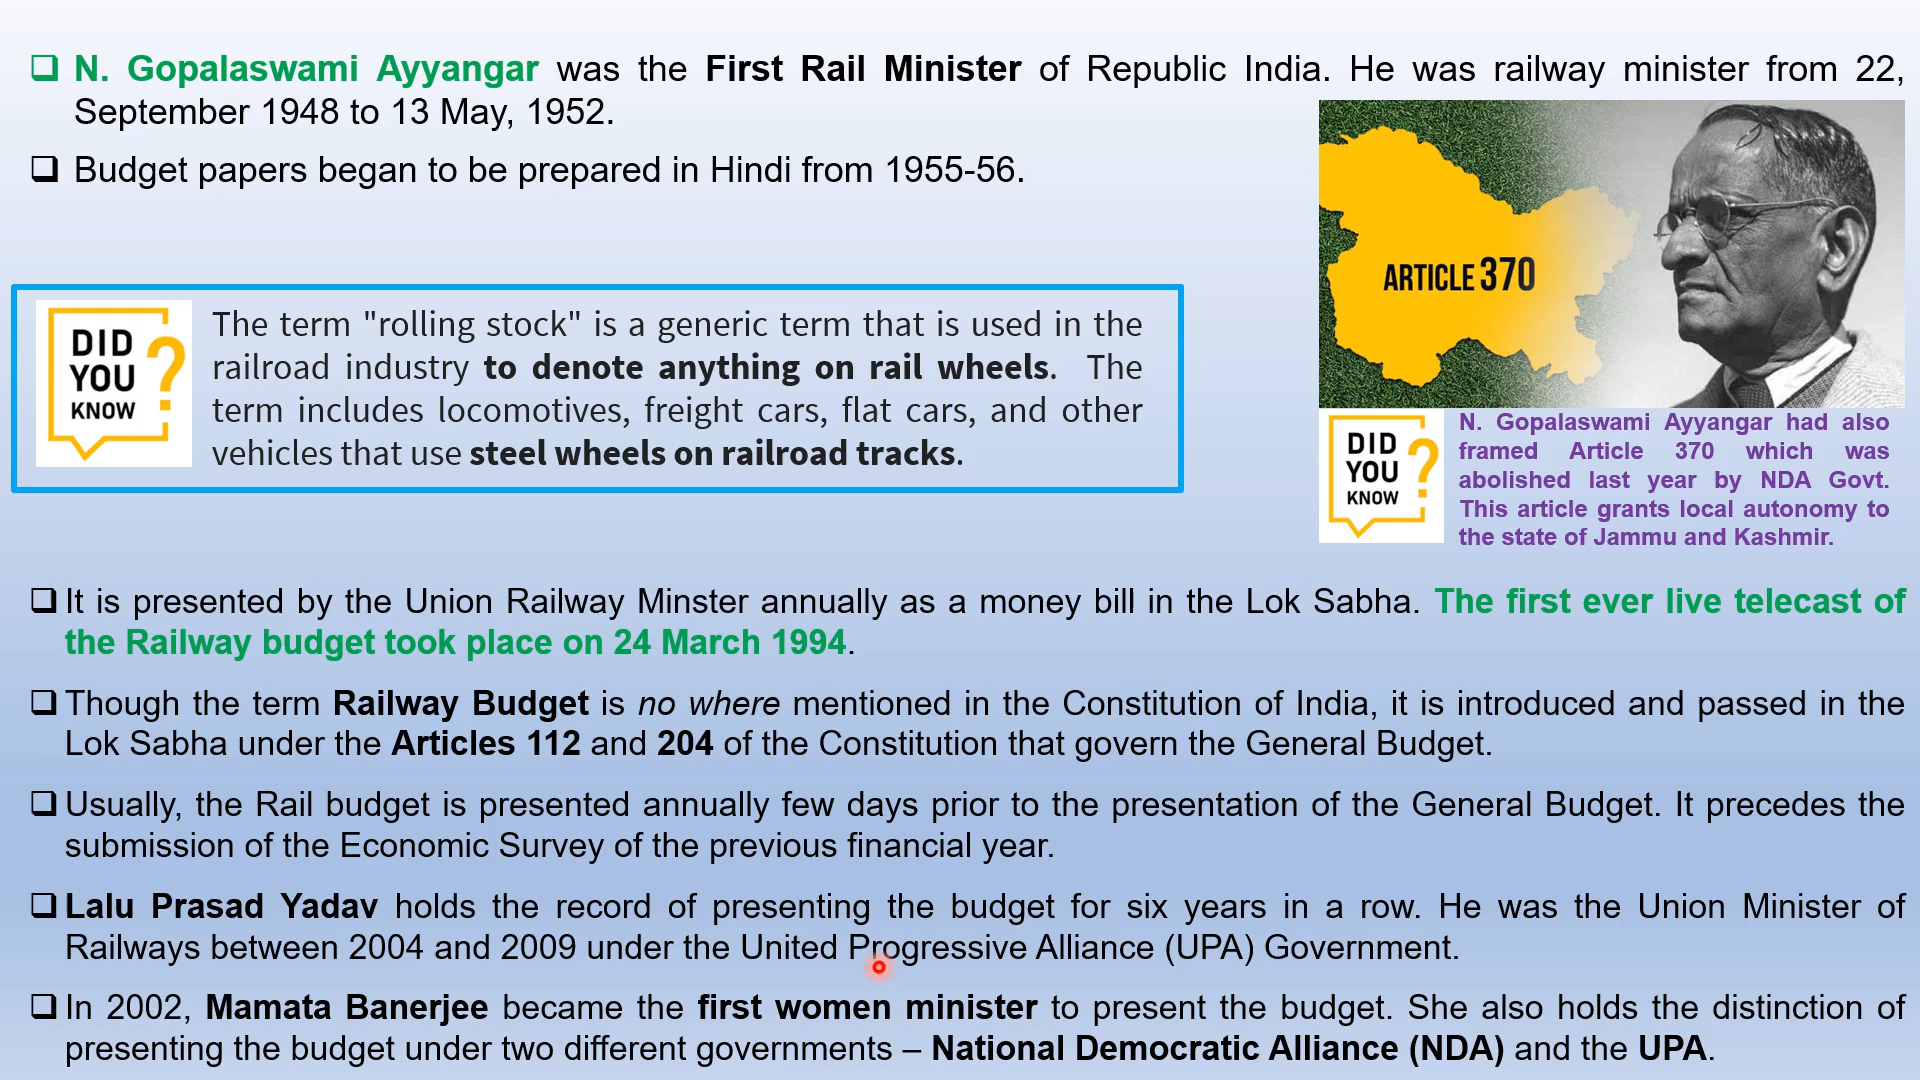 ❑ N. Gopalaswami Ayyangar was the First Rail Minister of Republic India. He was railway minister from 22,
September 1948 to 13 May, 1952.
❑ Budget papers began to be prepared in Hindi from 1955-56.
ARTICLE 370
DID
YOU
KNOW
?
The term "rolling stock" is a generic term that is used in the
railroad industry to denote anything on rail wheels. The
term includes locomotives, freight cars, flat cars, and other
vehicles that use steel wheels on railroad tracks.
DID
YOU
KNOW
?
N. Gopalaswami Ayyangar had also
framed Article 370 which was
abolished last year by NDA Govt.
This article grants local autonomy to
the state of Jammu and Kashmir.
❑ It is presented by the Union Railway Minster annually as a money bill in the Lok Sabha. The first ever live telecast of
the Railway budget took place on 24 March 1994.
❑ Though the term Railway Budget is no where mentioned in the Constitution of India, it is introduced and passed in the
Lok Sabha under the Articles 112 and 204 of the Constitution that govern the General Budget.
❑ Usually, the Rail budget is presented annually few days prior to the presentation of the General Budget. It precedes the
submission of the Economic Survey of the previous financial year.
❑ Lalu Prasad Yadav holds the record of presenting the budget for six years in a row. He was the Union Minister of
Railways between 2004 and 2009 under the United Progressive Alliance (UPA) Government.
❑ In 2002, Mamata Banerjee became the first women minister to present the budget. She also holds the distinction of
presenting the budget under two different governments – National Democratic Alliance (NDA) and the UPA.